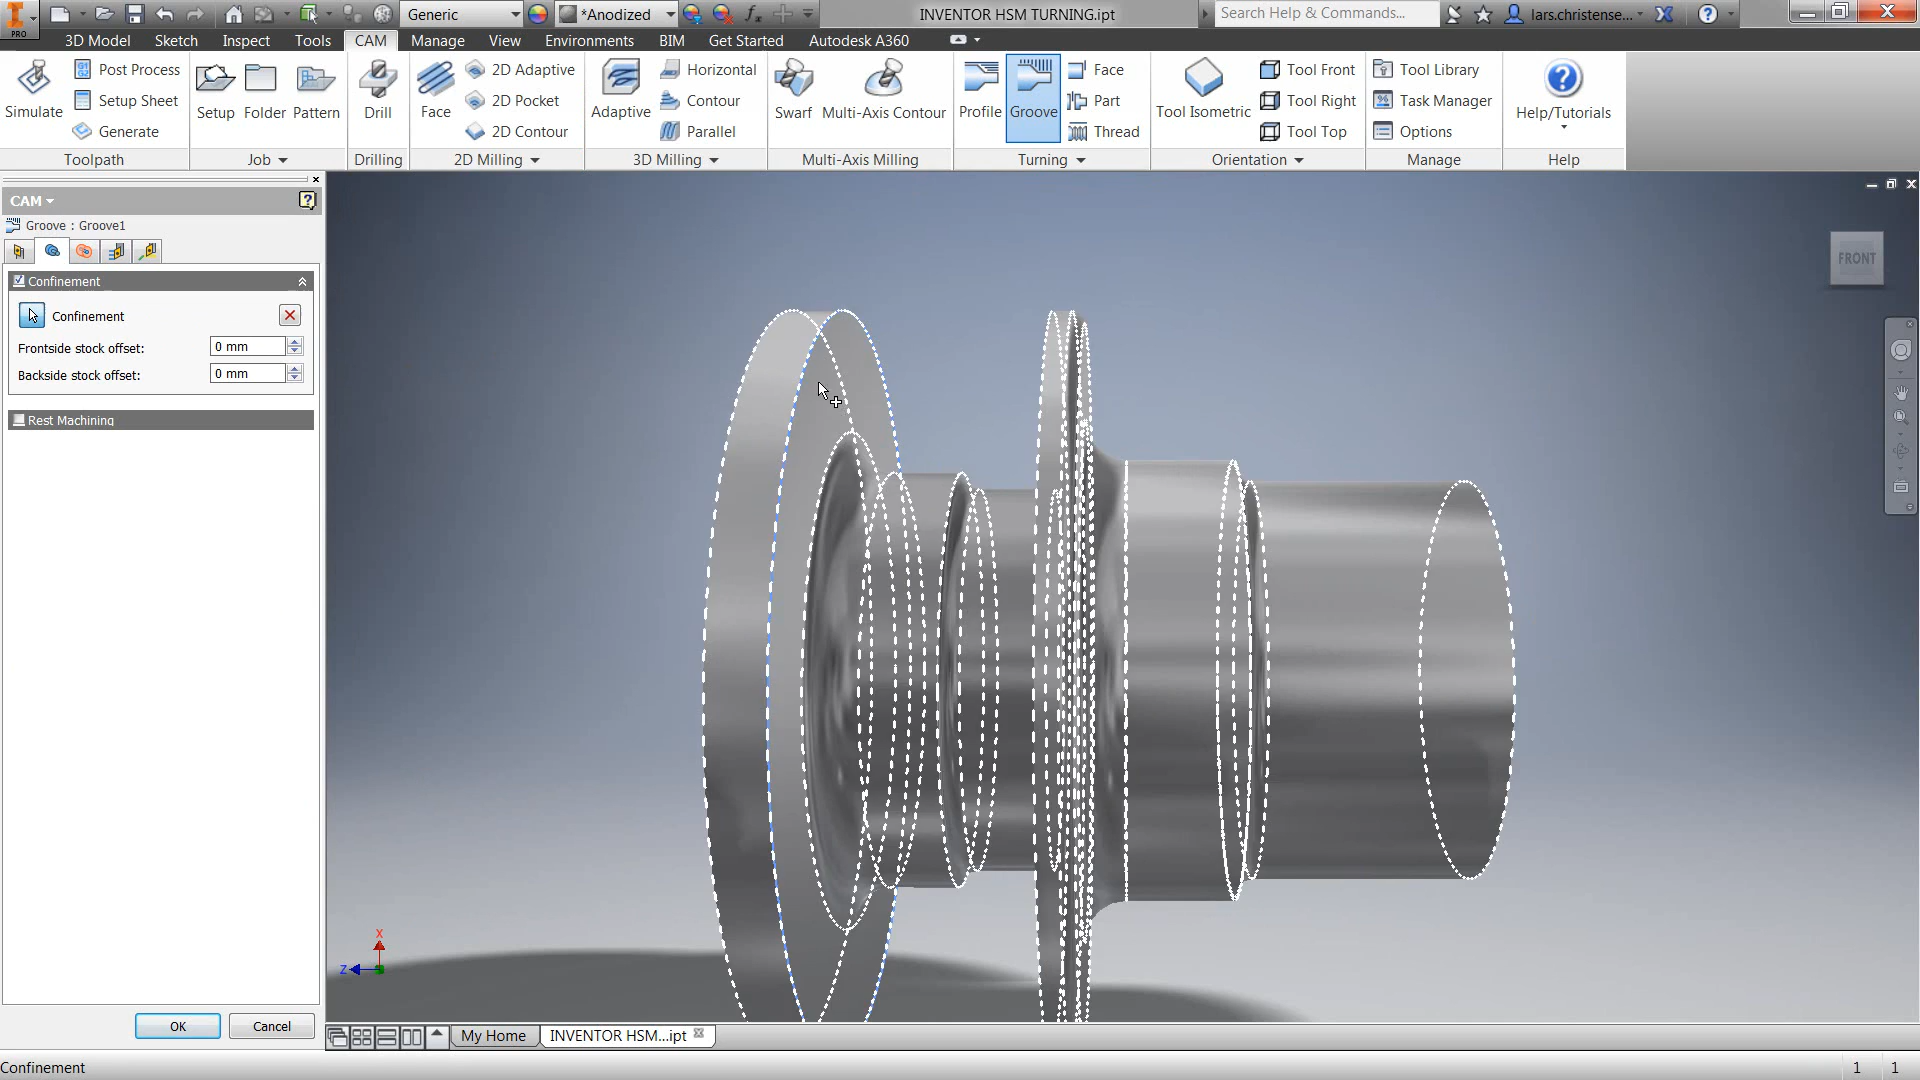 PRO
Generic
*Anodized
INVENTOR HSM TURNING.ipt
Search Help & Commands...
lars.christense...
3D Model
Sketch
Inspect
Tools
CAM
Manage
View
Environments
BIM
Get Started
Autodesk A360
Simulate
G1
G2
Post Process
Setup Sheet
Generate
Toolpath
Setup
Folder
Pattern
Job
Drill
Drilling
Face
2D Adaptive
2D Pocket
2D Contour
2D Milling
Adaptive
Horizontal
Contour
Parallel
3D Milling
Swarf
Multi-Axis Contour
Multi-Axis Milling
Profile
Groove
Face
Part
Thread
Turning
Tool Isometric
Tool Front
Tool Right
Tool Top
Orientation
Tool Library
Task Manager
Options
Manage
Help/Tutorials
Help
CAM
Groove : Groove1
Confinement
Confinement
Frontside stock offset:
0 mm
Backside stock offset:
0 mm
Rest Machining
OK
Cancel
FRONT
X
Z
My Home
INVENTOR HSM...ipt
Confinement
1
1